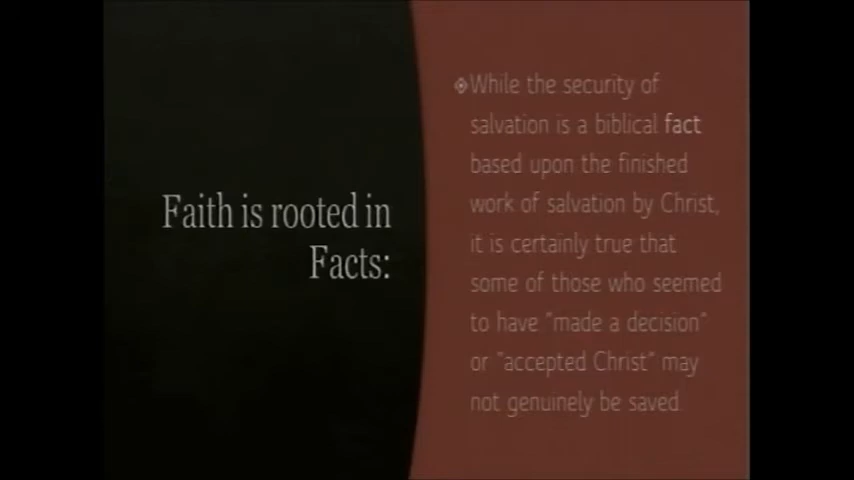 Faith is rooted in
Facts:
While the security of
salvation is a biblical fact
based upon the finished
work of salvation by Christ,
it is certainly true that
some of those who seemed
to have "made a decision"
or "accepted Christ" may
not genuinely be saved.